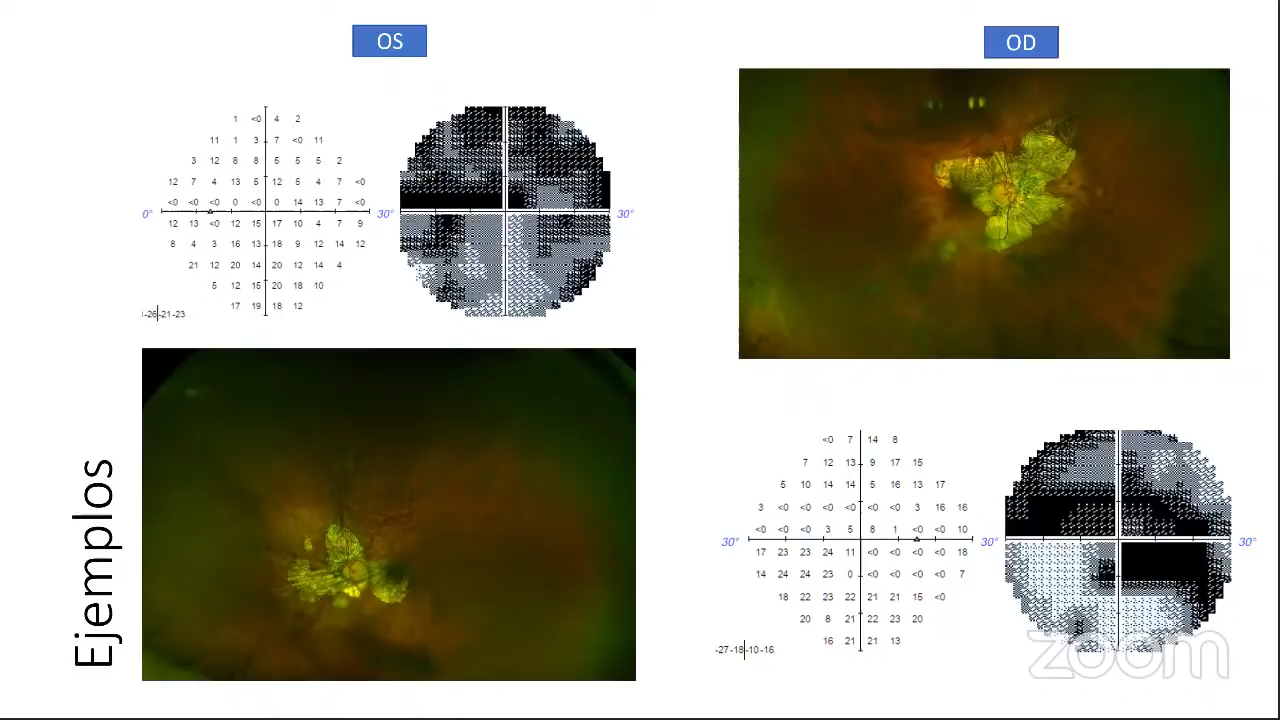 OS
OD
1 <0 4 2
11 1 3 7 <0 11
3 12 8 8 5 5 5 2
12 7 4 13 5 12 5 4 7 <0
<0 <0 <0 0 <0 0 14 13 7 <0
0° 30° 30°
12 13 <0 12 15 17 10 4 7 9
8 4 3 16 13 18 9 12 14 12
21 12 20 14 20 12 14 4
5 12 15 20 18 10
17 19 18 12
-26-21-23
Ejemplos
<0 7 14 8
7 12 13 9 17 15
5 10 14 14 5 16 13 17
3 <0 <0 <0 <0 <0 <0 3 16 16
<0 <0 <0 3 5 8 1 <0 <0 10
30° 30° 30°
17 23 23 24 11 <0 <0 <0 <0 18
14 24 24 23 0 <0 <0 <0 <0 7
18 22 23 22 21 21 15 <0
20 8 21 22 23 20
16 21 21 13
-27-18-10-16
zoom